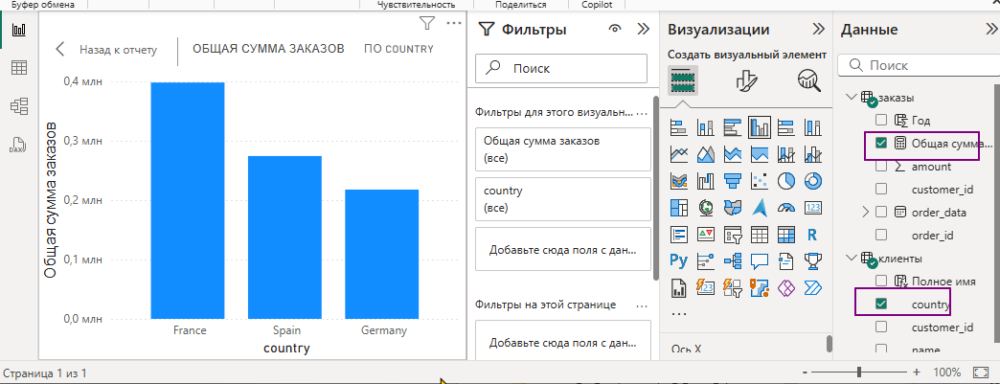 Буфер обмена
Чувствительность
Поделиться
Copilot
Назад к отчету
ОБЩАЯ СУММА ЗАКАЗОВ
ПО COUNTRY
0,4 млн
0,3 млн
0,2 млн
0,1 млн
0,0 млн
Общая сумма заказов
France
Spain
Germany
country
Фильтры
Поиск
Фильтры для этого визуальн...
Общая сумма заказов
(все)
country
(все)
Добавьте сюда поля с дан...
Фильтры на этой странице
Добавьте сюда поля с дан...
Визуализации
Создать визуальный элемент
123
R
Py
123
Ось X
Данные
Поиск
заказы
Год
Общая сумма...
amount
customer_id
order_data
order_id
клиенты
Полное имя
country
customer_id
name
Страница 1 из 1
- + 100%